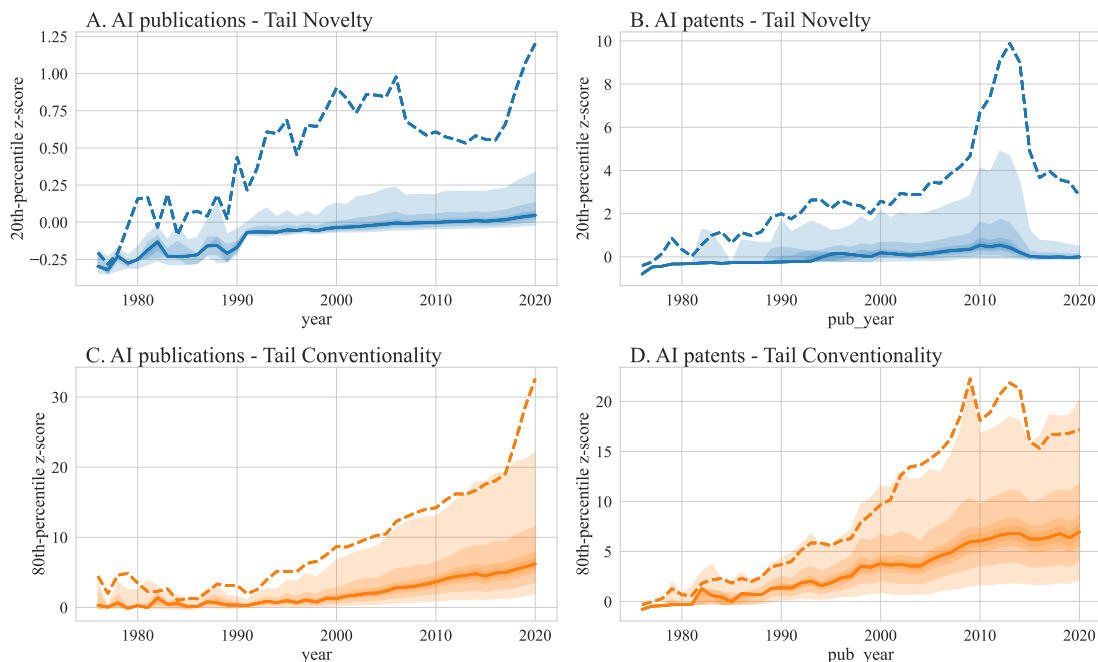 A. AI publications - Tail Novelty
1.25
1.00
0.75
0.50
0.25
0.00
−0.25
20th-percentile z-score
1980 1990 2000 2010 2020
year
B. AI patents - Tail Novelty
10
8
6
4
2
0
20th-percentile z-score
1980 1990 2000 2010 2020
pub_year
C. AI publications - Tail Conventionality
30
20
10
0
80th-percentile z-score
1980 1990 2000 2010 2020
year
D. AI patents - Tail Conventionality
20
15
10
5
0
80th-percentile z-score
1980 1990 2000 2010 2020
pub_year